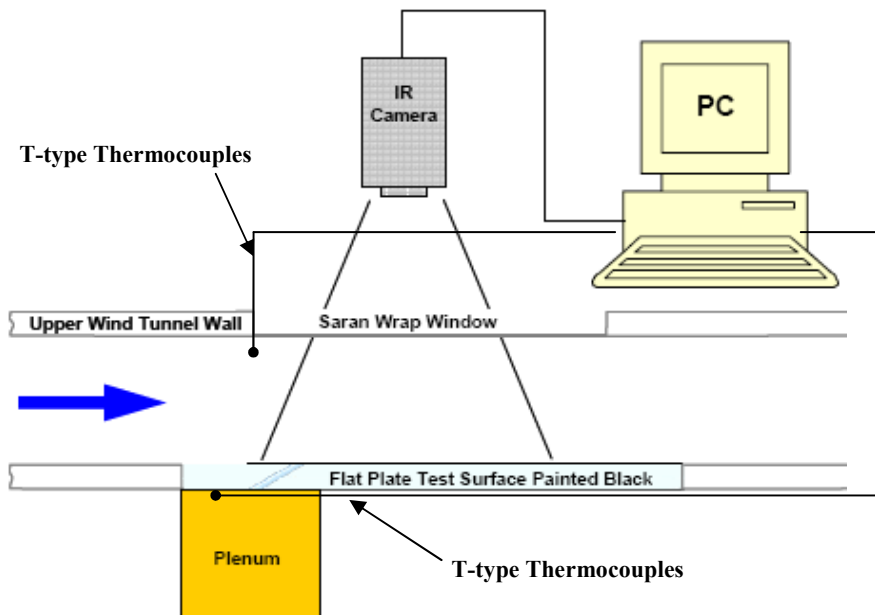 IR
Camera
PC
T-type Thermocouples
Upper Wind Tunnel Wall
Saran Wrap Window
Flat Plate Test Surface Painted Black
Plenum
T-type Thermocouples